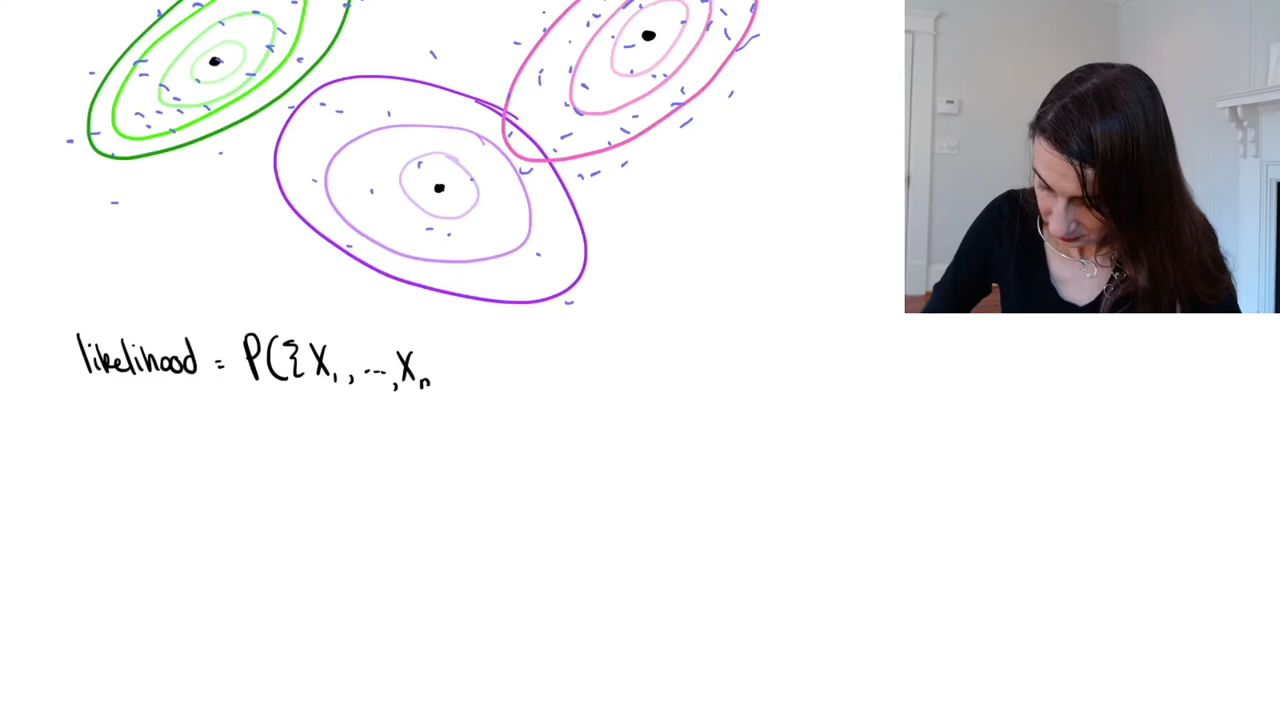 likelihood = P({X₁, ..., Xₙ